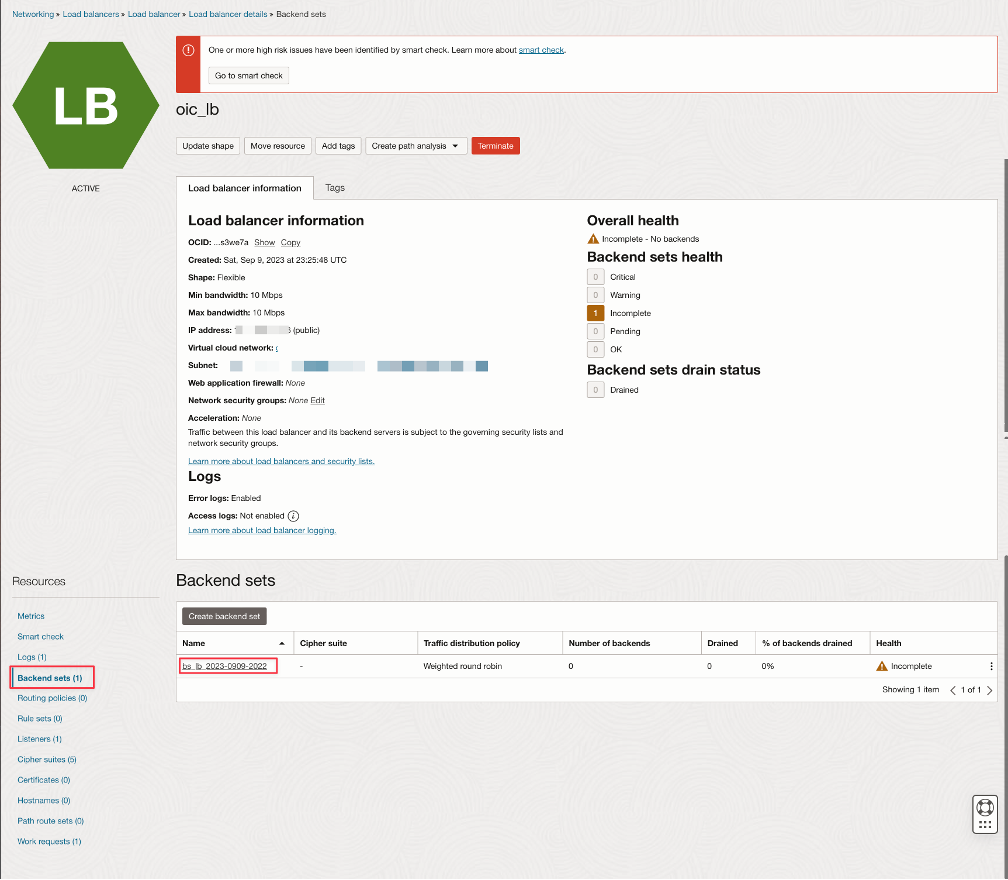 Networking » Load balancers » Load balancer » Load balancer details » Backend sets
LB
ACTIVE
One or more high risk issues have been identified by smart check. Learn more about smart check.
Go to smart check
oic_lb
Update shape
Move resource
Add tags
Create path analysis
Terminate
Load balancer information
Tags
Load balancer information
OCID: ...s3we7a Show Copy
Created: Sat, Sep 9, 2023 at 23:25:48 UTC
Shape: Flexible
Min bandwidth: 10 Mbps
Max bandwidth: 10 Mbps
IP address: (public)
Virtual cloud network:
Subnet:
Web application firewall: None
Network security groups: None Edit
Acceleration: None
Traffic between this load balancer and its backend servers is subject to the governing security lists and
network security groups.
Learn more about load balancers and security lists.
Logs
Error logs: Enabled
Access logs: Not enabled i
Learn more about load balancer logging.
Overall health
Incomplete - No backends
Backend sets health
0 Critical
0 Warning
1 Incomplete
0 Pending
0 OK
Backend sets drain status
0 Drained
Resources
Metrics
Smart check
Logs (1)
Backend sets (1)
Routing policies (0)
Rule sets (0)
Listeners (1)
Cipher suites (5)
Certificates (0)
Hostnames (0)
Path route sets (0)
Work requests (1)
Backend sets
Create backend set
Name Cipher suite Traffic distribution policy Number of backends Drained % of backends drained Health
bs_lb_2023-0909-2022 - Weighted round robin 0 0 0% Incomplete
Showing 1 item < 1 of 1 >